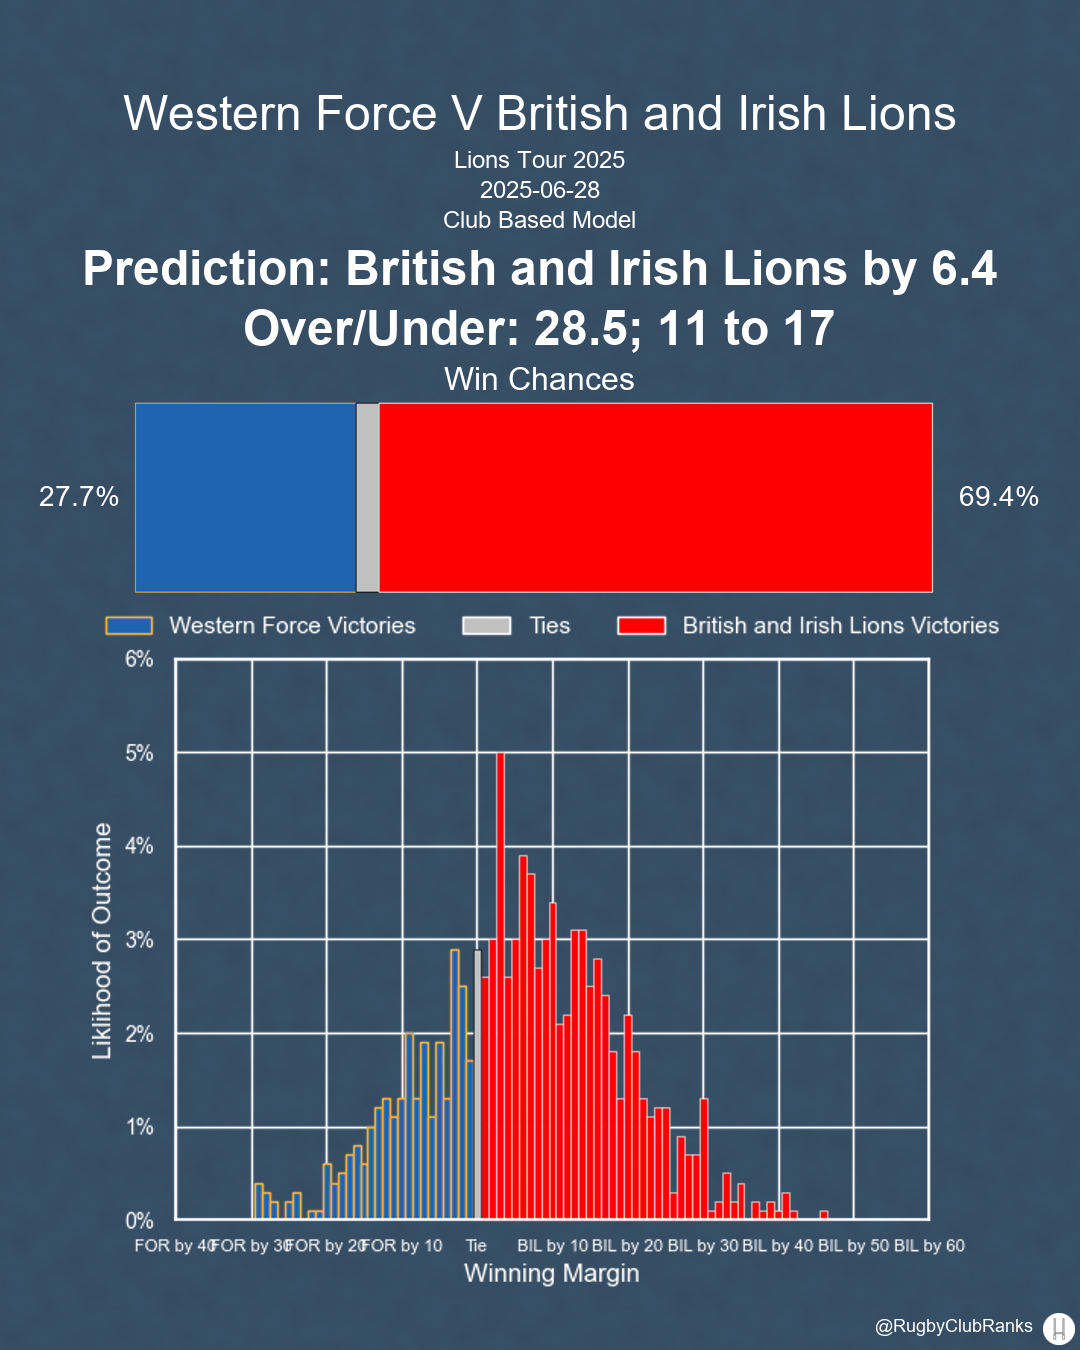 Western Force V British and Irish Lions
Lions Tour 2025
2025-06-28
Club Based Model
Prediction: British and Irish Lions by 6.4
Over/Under: 28.5; 11 to 17
Win Chances
27.7%
69.4%
Western Force Victories
Ties
British and Irish Lions Victories
6%
5%
4%
3%
2%
1%
0%
Liklihood of Outcome
FOR by 40
FOR by 30
FOR by 20
FOR by 10
Tie
BIL by 10
BIL by 20
BIL by 30
BIL by 40
BIL by 50
BIL by 60
Winning Margin
@RugbyClubRanks